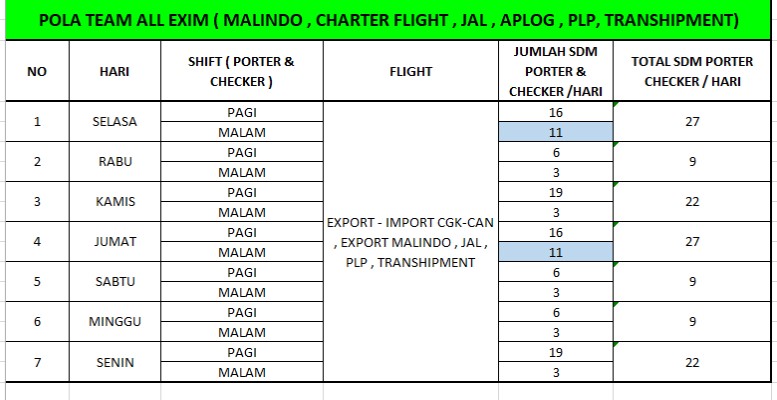 POLA TEAM ALL EXIM ( MALINDO , CHARTER FLIGHT , JAL , APLOG , PLP, TRANSHIPMENT)
NO HARI SHIFT ( PORTER & CHECKER ) FLIGHT JUMLAH SDM PORTER & CHECKER /HARI TOTAL SDM PORTER CHECKER / HARI
1 SELASA PAGI 16 27
MALAM 11
2 RABU PAGI 6 9
MALAM 3
3 KAMIS PAGI 19 22
MALAM 3
EXPORT - IMPORT CGK-CAN
, EXPORT MALINDO , JAL ,
PLP , TRANSHIPMENT
4 JUMAT PAGI 16 27
MALAM 11
5 SABTU PAGI 6 9
MALAM 3
6 MINGGU PAGI 6 9
MALAM 3
7 SENIN PAGI 19 22
MALAM 3